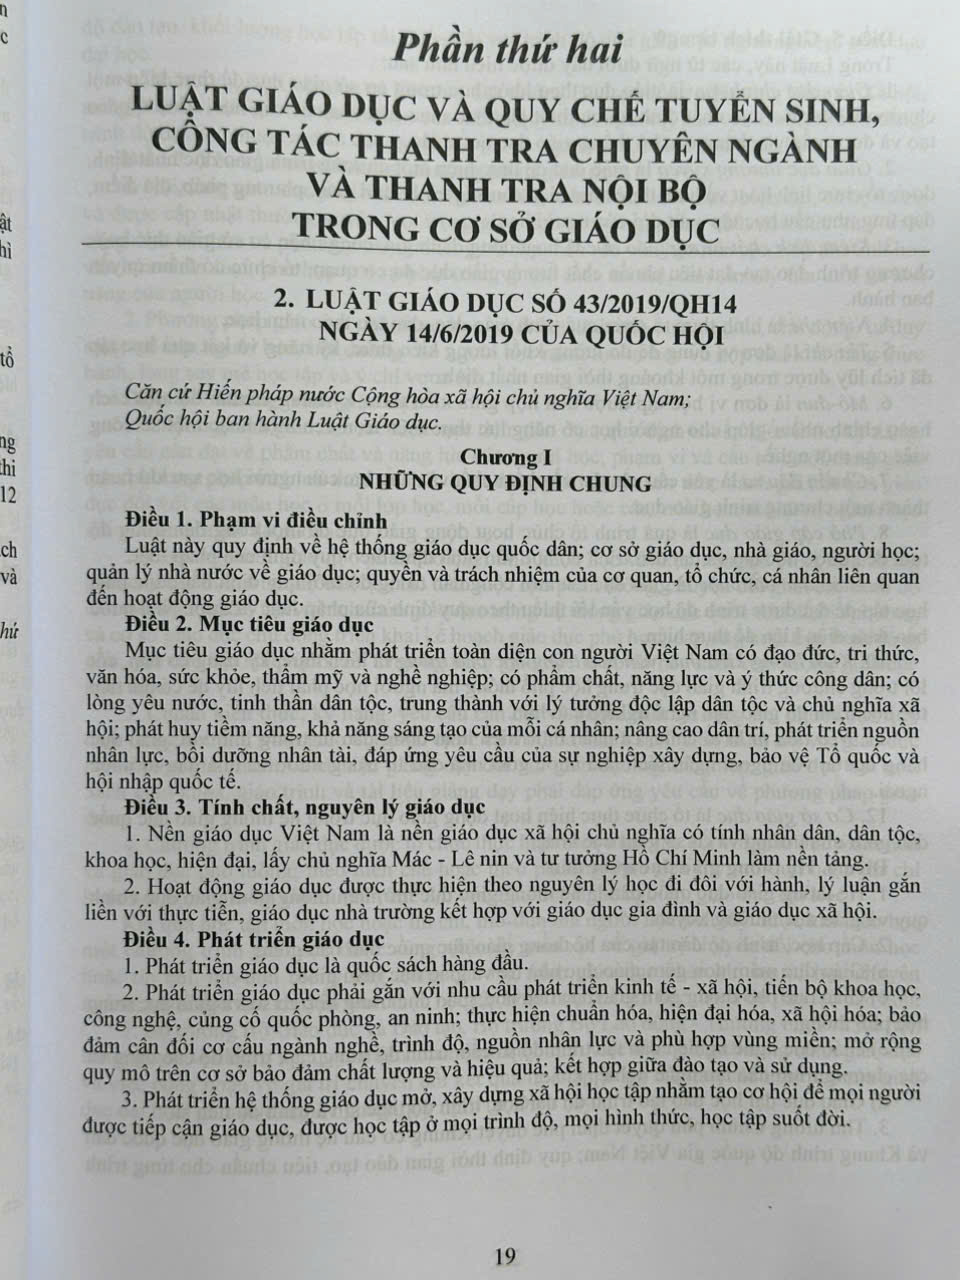 Phần thứ hai
LUẬT GIÁO DỤC VÀ QUY CHẾ TUYỂN SINH,
CÔNG TÁC THANH TRA CHUYÊN NGÀNH
VÀ THANH TRA NỘI BỘ
TRONG CƠ SỞ GIÁO DỤC
2. LUẬT GIÁO DỤC SỐ 43/2019/QH14
NGÀY 14/6/2019 CỦA QUỐC HỘI
Căn cứ Hiến pháp nước Cộng hòa xã hội chủ nghĩa Việt Nam;
Quốc hội ban hành Luật Giáo dục.
Chương I
NHỮNG QUY ĐỊNH CHUNG
Điều 1. Phạm vi điều chỉnh
Luật này quy định về hệ thống giáo dục quốc dân; cơ sở giáo dục, nhà giáo, người học;
quản lý nhà nước về giáo dục; quyền và trách nhiệm của cơ quan, tổ chức, cá nhân liên quan
đến hoạt động giáo dục.
Điều 2. Mục tiêu giáo dục
Mục tiêu giáo dục nhằm phát triển toàn diện con người Việt Nam có đạo đức, tri thức,
văn hóa, sức khỏe, thẩm mỹ và nghề nghiệp; có phẩm chất, năng lực và ý thức công dân; có
lòng yêu nước, tinh thần dân tộc, trung thành với lý tưởng độc lập dân tộc và chủ nghĩa xã
hội; phát huy tiềm năng, khả năng sáng tạo của mỗi cá nhân; nâng cao dân trí, phát triển nguồn
nhân lực, bồi dưỡng nhân tài, đáp ứng yêu cầu của sự nghiệp xây dựng, bảo vệ Tổ quốc và
hội nhập quốc tế.
Điều 3. Tính chất, nguyên lý giáo dục
1. Nền giáo dục Việt Nam là nền giáo dục xã hội chủ nghĩa có tính nhân dân, dân tộc,
khoa học, hiện đại, lấy chủ nghĩa Mác - Lê nin và tư tưởng Hồ Chí Minh làm nền tảng.
2. Hoạt động giáo dục được thực hiện theo nguyên lý học đi đôi với hành, lý luận gắn
liền với thực tiễn, giáo dục nhà trường kết hợp với giáo dục gia đình và giáo dục xã hội.
Điều 4. Phát triển giáo dục
1. Phát triển giáo dục là quốc sách hàng đầu.
2. Phát triển giáo dục phải gắn với nhu cầu phát triển kinh tế - xã hội, tiến bộ khoa học,
công nghệ, củng cố quốc phòng, an ninh; thực hiện chuẩn hóa, hiện đại hóa, xã hội hóa; bảo
đảm cân đối cơ cấu ngành nghề, trình độ, nguồn nhân lực và phù hợp vùng miền; mở rộng
quy mô trên cơ sở bảo đảm chất lượng và hiệu quả; kết hợp giữa đào tạo và sử dụng.
3. Phát triển hệ thống giáo dục mở, xây dựng xã hội học tập nhằm tạo cơ hội để mọi người
được tiếp cận giáo dục, được học tập ở mọi trình độ, mọi hình thức, học tập suốt đời.
19